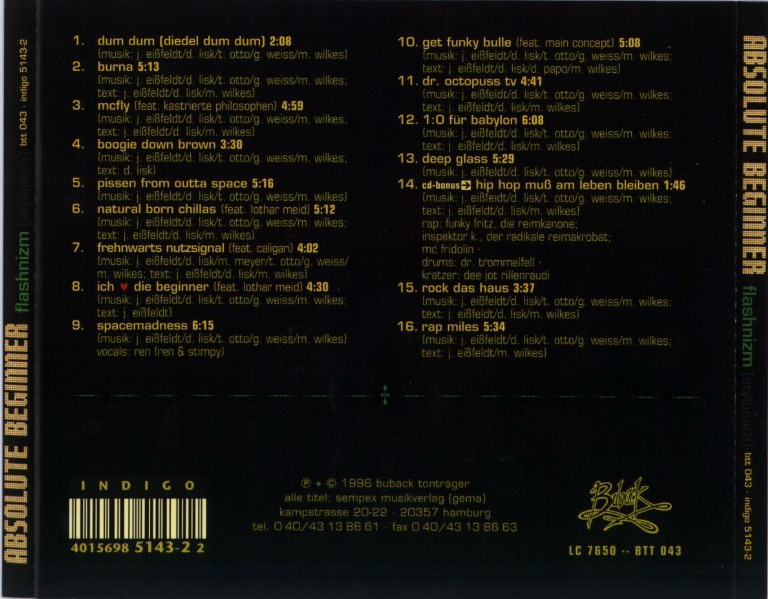 ABSOLUTE BEGINNER flashnizm btt 043 · indigo 5143-2
1. dum dum (diedel dum dum) 2:08
(musik: j. eißfeldt/d. lisk/t. otto/g. weiss/m. wilkes)
2. burna 5:13
(musik: j. eißfeldt/d. lisk/t. otto/g. weiss/m. wilkes;
text: j. eißfeldt/d. lisk/m. wilkes)
3. mcfly (feat. kastrierte philosophen) 4:59
(musik: j. eißfeldt/d. lisk/t. otto/g. weiss/m. wilkes;
text: j. eißfeldt/d. lisk/m. wilkes)
4. boogie down brown 3:30
(musik: j. eißfeldt/d. lisk/t. otto/g. weiss/m. wilkes;
text: d. lisk)
5. pissen from outta space 5:16
(musik: j. eißfeldt/d. lisk/t. otto/g. weiss/m. wilkes)
6. natural born chillas (feat. lothar meid) 5:12
(musik: j. eißfeldt/d. lisk/t. otto/g. weiss/m. wilkes;
text: j. eißfeldt/d. lisk/m. wilkes)
7. frehnwarts nutzsignal (feat. caligari) 4:02
(musik: j. eißfeldt/d. lisk/m. meyer/t. otto/g. weiss/
m. wilkes; text: j. eißfeldt/d. lisk/m. wilkes)
8. ich ♥ die beginner (feat. lothar meid) 4:30
(musik: j. eißfeldt/d. lisk/t. otto/g. weiss/m. wilkes;
text: j. eißfeldt)
9. spacemadness 6:15
(musik: j. eißfeldt/d. lisk/t. otto/g. weiss/m. wilkes)
vocals: ren (ren & stimpy)
10. get funky bulle (feat. main concept) 5:08
(musik: j. eißfeldt/d. lisk/t. otto/g. weiss/m. wilkes;
text: j. eißfeldt/d. lisk/d. papo/m. wilkes)
11. dr. octopuss tv 4:41
(musik: j. eißfeldt/d. lisk/t. otto/g. weiss/m. wilkes;
text: j. eißfeldt/d. lisk/m. wilkes)
12. 1:0 für babylon 6:08
(musik: j. eißfeldt/d. lisk/t. otto/g. weiss/m. wilkes;
text: j. eißfeldt/d. lisk/m. wilkes)
13. deep glass 5:29
(musik: j. eißfeldt/d. lisk/t. otto/g. weiss/m. wilkes)
14. cd-bonus➔ hip hop muß am leben bleiben 1:46
(musik: j. eißfeldt/d. lisk/t. otto/g. weiss/m. wilkes;
text: j. eißfeldt/d. lisk/m. wilkes)
rap: funky fritz, die reimkanone;
inspektor k., der radikale reimakrobat;
mc fridolin ·
drums: dr. trommelfell ·
kratzer: dee jot rillenraudi
15. rock das haus 3:37
(musik: j. eißfeldt/d. lisk/t. otto/g. weiss/m. wilkes;
text: j. eißfeldt/d. lisk/m. wilkes)
16. rap miles 5:34
(musik: j. eißfeldt/d. lisk/t. otto/g. weiss/m. wilkes;
text: j. eißfeldt/m. wilkes)
INDIGO
4015698 5143-2 2
℗ + © 1996 buback tonträger
alle titel: sempex musikverlag (gema)
kampstrasse 20-22 · 20357 hamburg
tel. 0 40/43 13 86 61 · fax 0 40/43 13 86 63
Buback
LC 7650 ·· BTT 043
ABSOLUTE BEGINNER flashnizm btt 043 · indigo 5143-2